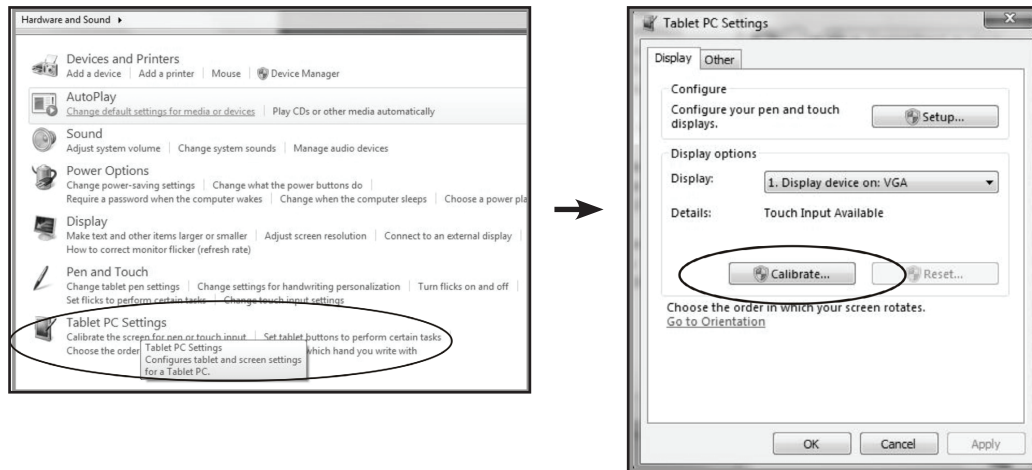 Hardware and Sound
Devices and Printers
Add a device | Add a printer | Mouse | Device Manager
AutoPlay
Change default settings for media or devices | Play CDs or other media automatically
Sound
Adjust system volume | Change system sounds | Manage audio devices
Power Options
Change power-saving settings | Change what the power buttons do |
Require a password when the computer wakes | Change when the computer sleeps | Choose a power
Display
Make text and other items larger or smaller | Adjust screen resolution | Connect to an external display |
How to correct monitor flicker (refresh rate)
Pen and Touch
Change tablet pen settings | Change settings for handwriting personalization | Turn flicks on and off |
Set flicks to perform certain tasks | Change touch input settings
Tablet PC Settings
Calibrate the screen for pen or touch input | Set tablet buttons to perform certain tasks
Choose the order which hand you write with
Tablet PC Settings
Configures tablet and screen settings
for a Tablet PC.
Tablet PC Settings
Display Other
Configure
Configure your pen and touch
displays.
Setup...
Display options
Display: 1. Display device on: VGA
Details: Touch Input Available
Calibrate... Reset...
Choose the order in which your screen rotates.
Go to Orientation
OK Cancel Apply